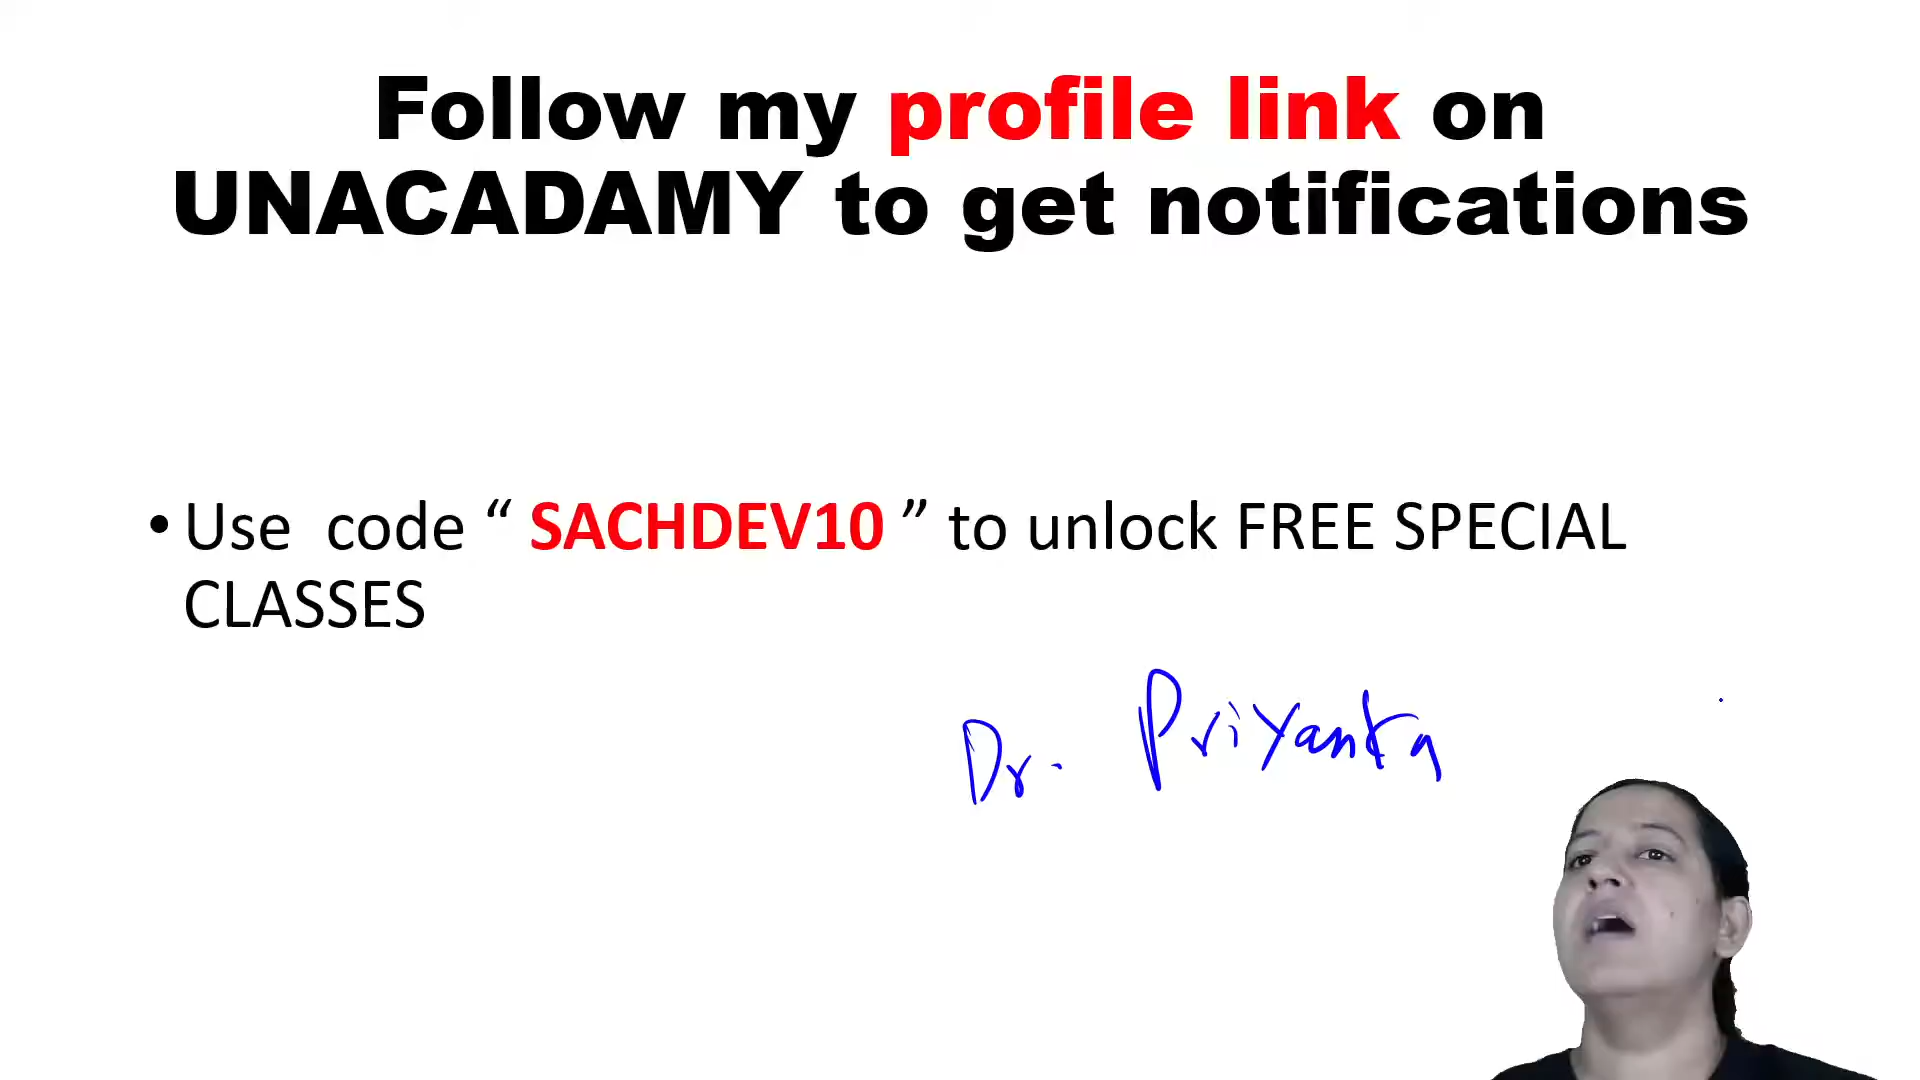 Follow my profile link on
UNACADAMY to get notifications
• Use code “ SACHDEV10 ” to unlock FREE SPECIAL
CLASSES
Dr. Priyanka